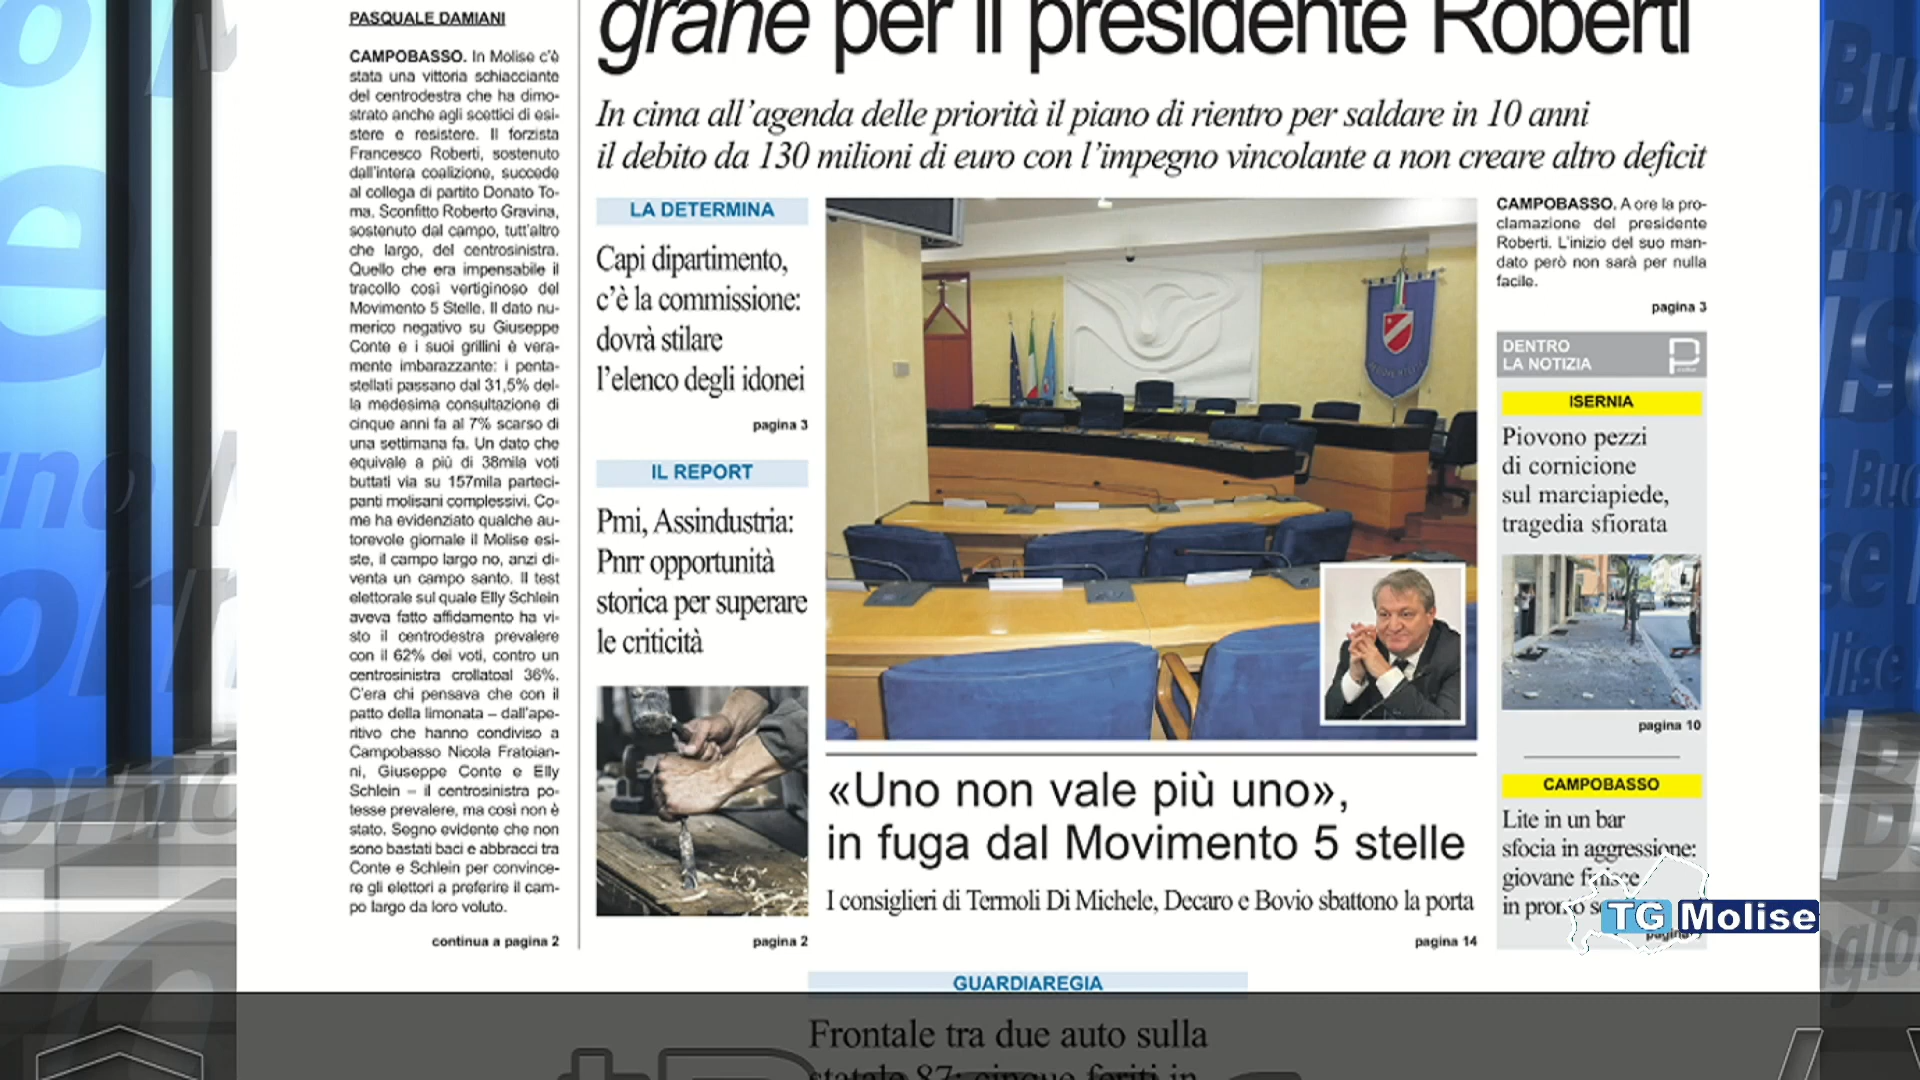 PASQUALE DAMIANI
CAMPOBASSO. In Molise c'è
stata una vittoria schiacciante
del centrodestra che ha dimo-
strato anche agli scettici di esi-
stere e resistere. Il forzista
Francesco Roberti, sostenuto
dall'intera coalizione, succede
al collega di partito Donato To-
ma. Sconfitto Roberto Gravina,
sostenuto dal campo, tutt'altro
che largo, del centrosinistra.
Quello che era impensabile il
tracollo così vertiginoso del
Movimento 5 Stelle. Il dato nu-
merico negativo su Giuseppe
Conte e i suoi grillini è vera-
mente imbarazzante: i penta-
stellati passano dal 31,5% del-
la medesima consultazione di
cinque anni fa al 7% scarso di
una settimana fa. Un dato che
equivale a più di 38mila voti
buttati via su 157mila parteci-
panti molisani complessivi. Co-
me ha evidenziato qualche au-
torevole giornale il Molise esi-
ste, il campo largo no, anzi di-
venta un campo santo. Il test
elettorale sul quale Elly Schlein
aveva fatto affidamento ha vi-
sto il centrodestra prevalere
con il 62% dei voti, contro un
centrosinistra crollatoal 36%.
C'era chi pensava che con il
patto della limonata – dall'ape-
ritivo che hanno condiviso a
Campobasso Nicola Fratoian-
ni, Giuseppe Conte e Elly
Schlein – il centrosinistra po-
tesse prevalere, ma così non è
stato. Segno evidente che non
sono bastati baci e abbracci tra
Conte e Schlein per convince-
re gli elettori a preferire il cam-
po largo da loro voluto.
continua a pagina 2
grane per il presidente Roberti
In cima all'agenda delle priorità il piano di rientro per saldare in 10 anni
il debito da 130 milioni di euro con l'impegno vincolante a non creare altro deficit
LA DETERMINA
Capi dipartimento,
c'è la commissione:
dovrà stilare
l'elenco degli idonei
pagina 3
IL REPORT
Pmi, Assindustria:
Pnrr opportunità
storica per superare
le criticità
pagina 2
«Uno non vale più uno»,
in fuga dal Movimento 5 stelle
I consiglieri di Termoli Di Michele, Decaro e Bovio sbattono la porta
pagina 14
CAMPOBASSO. A ore la pro-
clamazione del presidente
Roberti. L'inizio del suo man-
dato però non sarà per nulla
facile.
pagina 3
DENTRO
LA NOTIZIA
ISERNIA
Piovono pezzi
di cornicione
sul marciapiede,
tragedia sfiorata
pagina 10
CAMPOBASSO
Lite in un bar
sfocia in aggressione:
giovane finisce
in pronto
TG Molise
GUARDIAREGIA
Frontale tra due auto sulla
statale 87: cinque feriti in